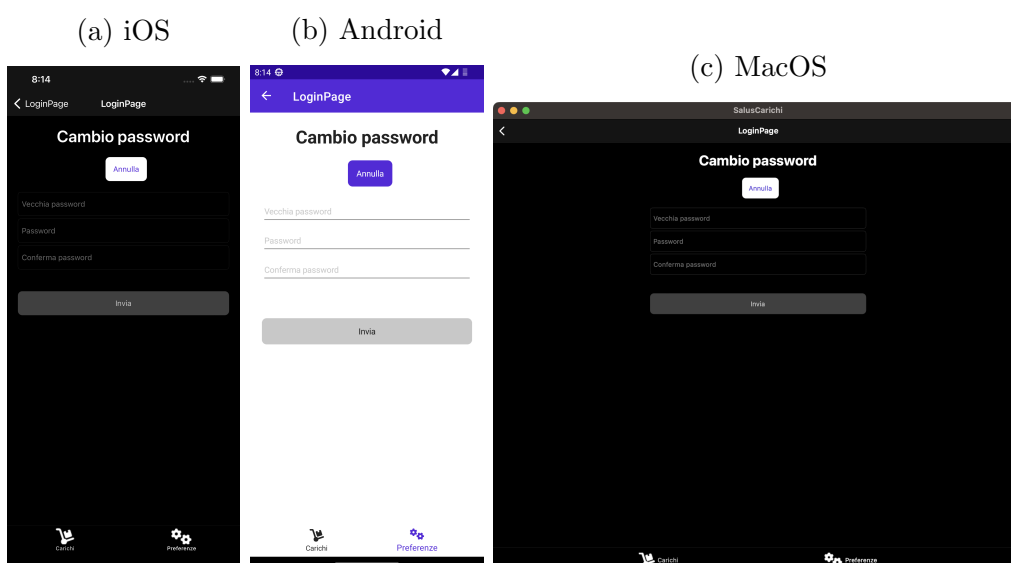 (a) iOS
8:14
LoginPage LoginPage
Cambio password
Annulla
Vecchia password
Password
Conferma password
Invia
Carichi Preferenze
(b) Android
8:14
LoginPage
Cambio password
Annulla
Vecchia password
Password
Conferma password
Invia
Carichi Preferenze
(c) MacOS
SalusCarichi
LoginPage
Cambio password
Annulla
Vecchia password
Password
Conferma password
Invia
Carichi Preferenze